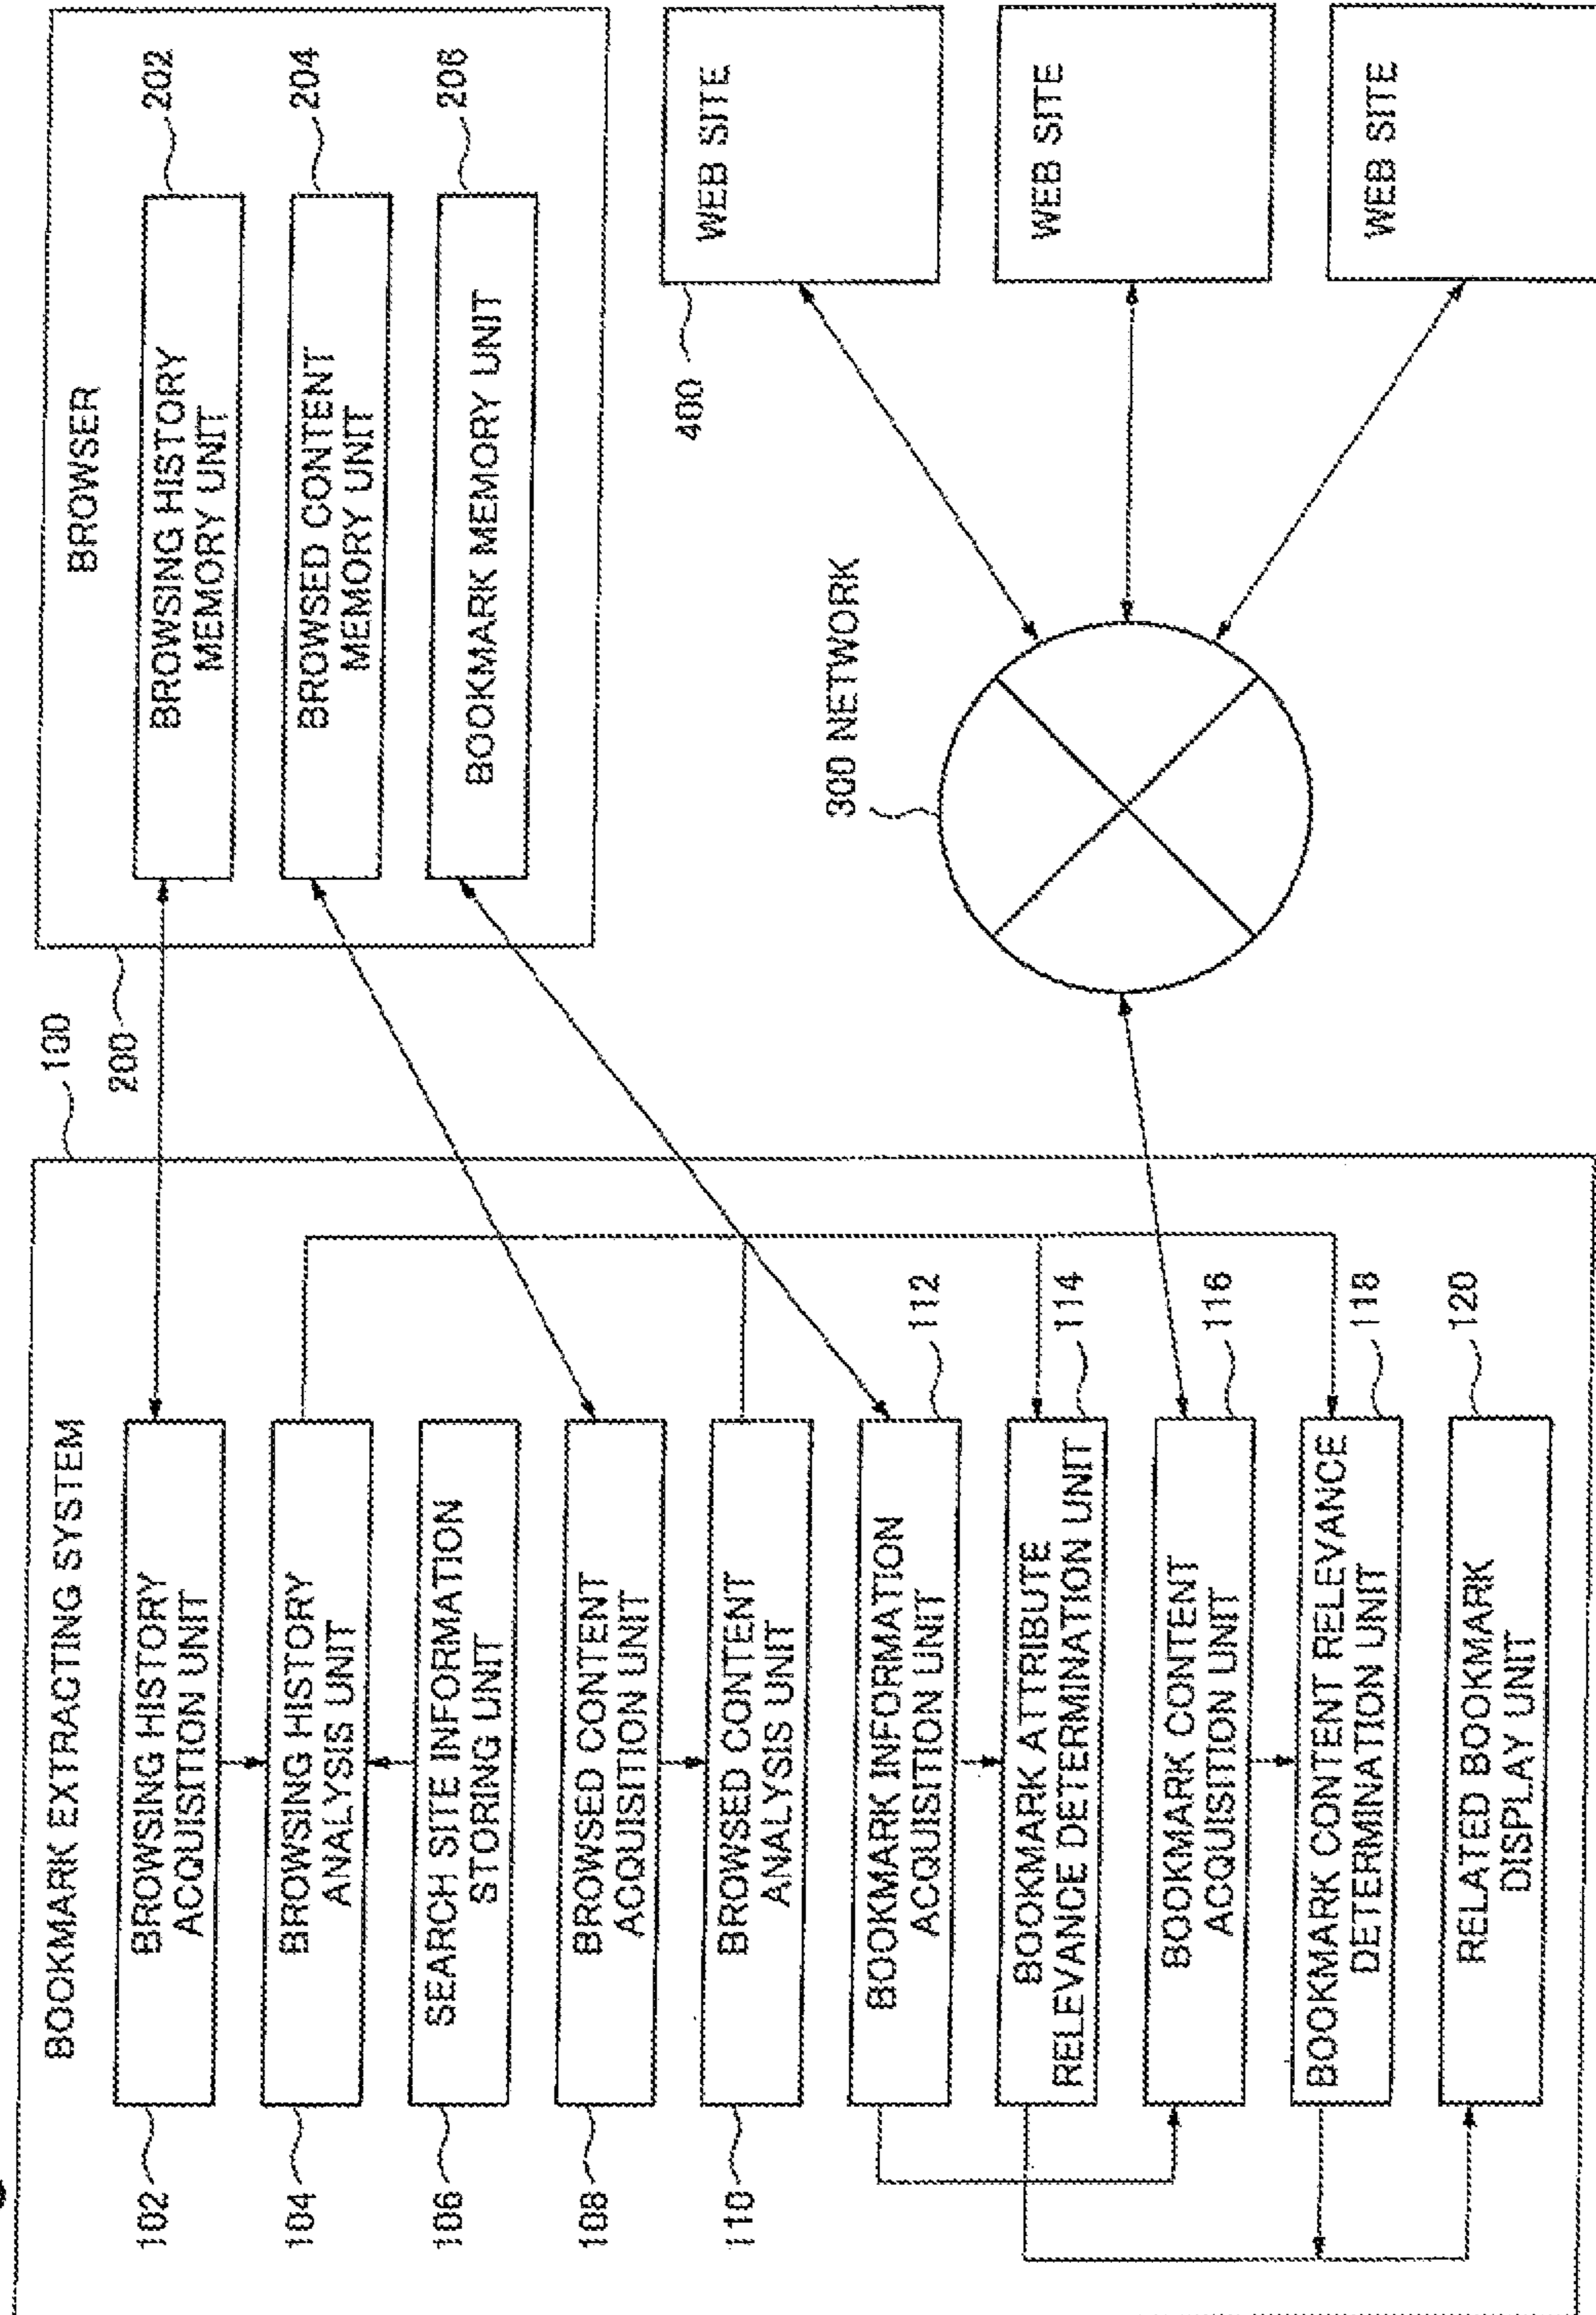 BOOKMARK EXTRACTING SYSTEM
100
102
BROWSING HISTORY
ACQUISITION UNIT
104
BROWSING HISTORY
ANALYSIS UNIT
106
SEARCH SITE INFORMATION
STORING UNIT
108
BROWSED CONTENT
ACQUISITION UNIT
110
BROWSED CONTENT
ANALYSIS UNIT
BOOKMARK INFORMATION
ACQUISITION UNIT
112
BOOKMARK ATTRIBUTE
RELEVANCE DETERMINATION UNIT
114
BOOKMARK CONTENT
ACQUISITION UNIT
116
BOOKMARK CONTENT RELEVANCE
DETERMINATION UNIT
118
RELATED BOOKMARK
DISPLAY UNIT
120
200
BROWSER
BROWSING HISTORY
MEMORY UNIT
202
BROWSED CONTENT
MEMORY UNIT
204
BOOKMARK MEMORY UNIT
206
300 NETWORK
400
WEB SITE
WEB SITE
WEB SITE